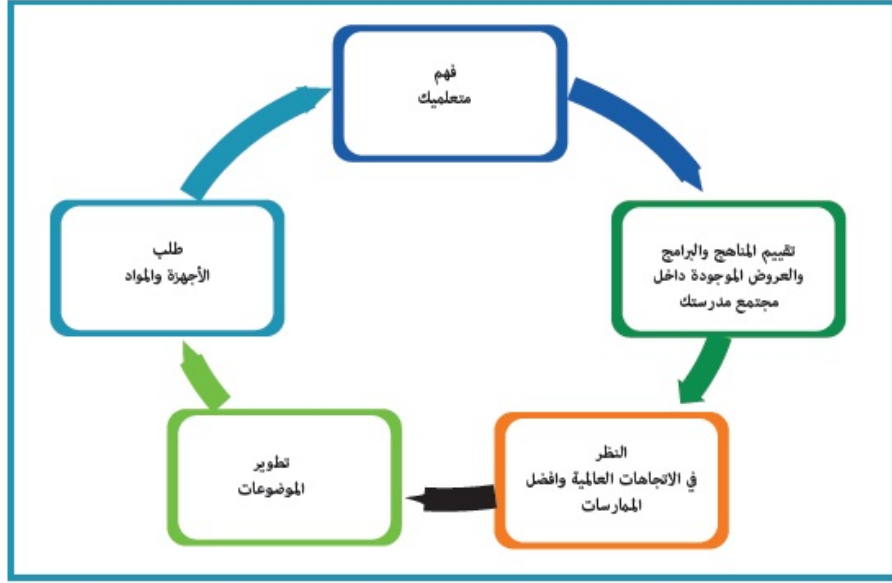 فهم
متعلميك
تقييم المناهج والبرامج
والعروض الموجودة داخل
مجتمع مدرستك
النظر
في الاتجاهات العالمية وافضل
الممارسات
تطوير
الموضوعات
طلب
الأجهزة والمواد